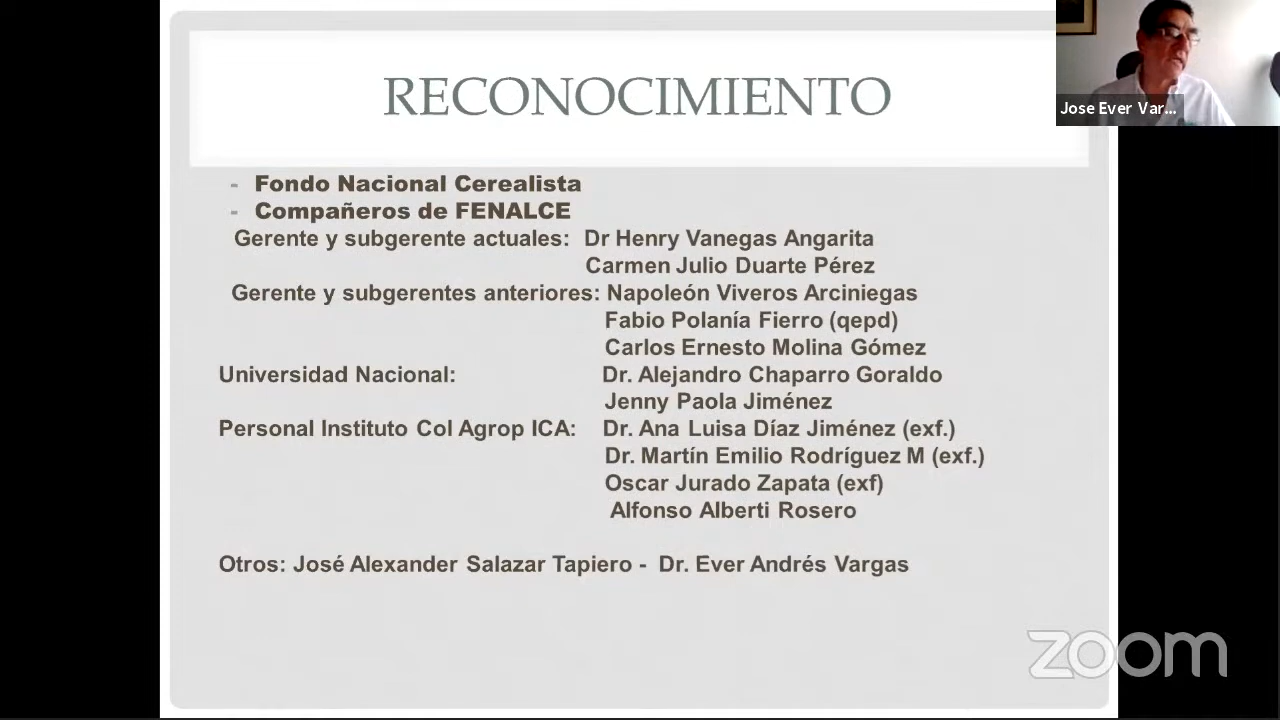 RECONOCIMIENTO
Jose Ever Var...
- Fondo Nacional Cerealista
- Compañeros de FENALCE
Gerente y subgerente actuales: Dr Henry Vanegas Angarita
Carmen Julio Duarte Pérez
Gerente y subgerentes anteriores: Napoleón Viveros Arciniegas
Fabio Polanía Fierro (qepd)
Carlos Ernesto Molina Gómez
Universidad Nacional: Dr. Alejandro Chaparro Goraldo
Jenny Paola Jiménez
Personal Instituto Col Agrop ICA: Dr. Ana Luisa Díaz Jiménez (exf.)
Dr. Martín Emilio Rodríguez M (exf.)
Oscar Jurado Zapata (exf)
Alfonso Alberti Rosero
Otros: José Alexander Salazar Tapiero - Dr. Ever Andrés Vargas
zoom